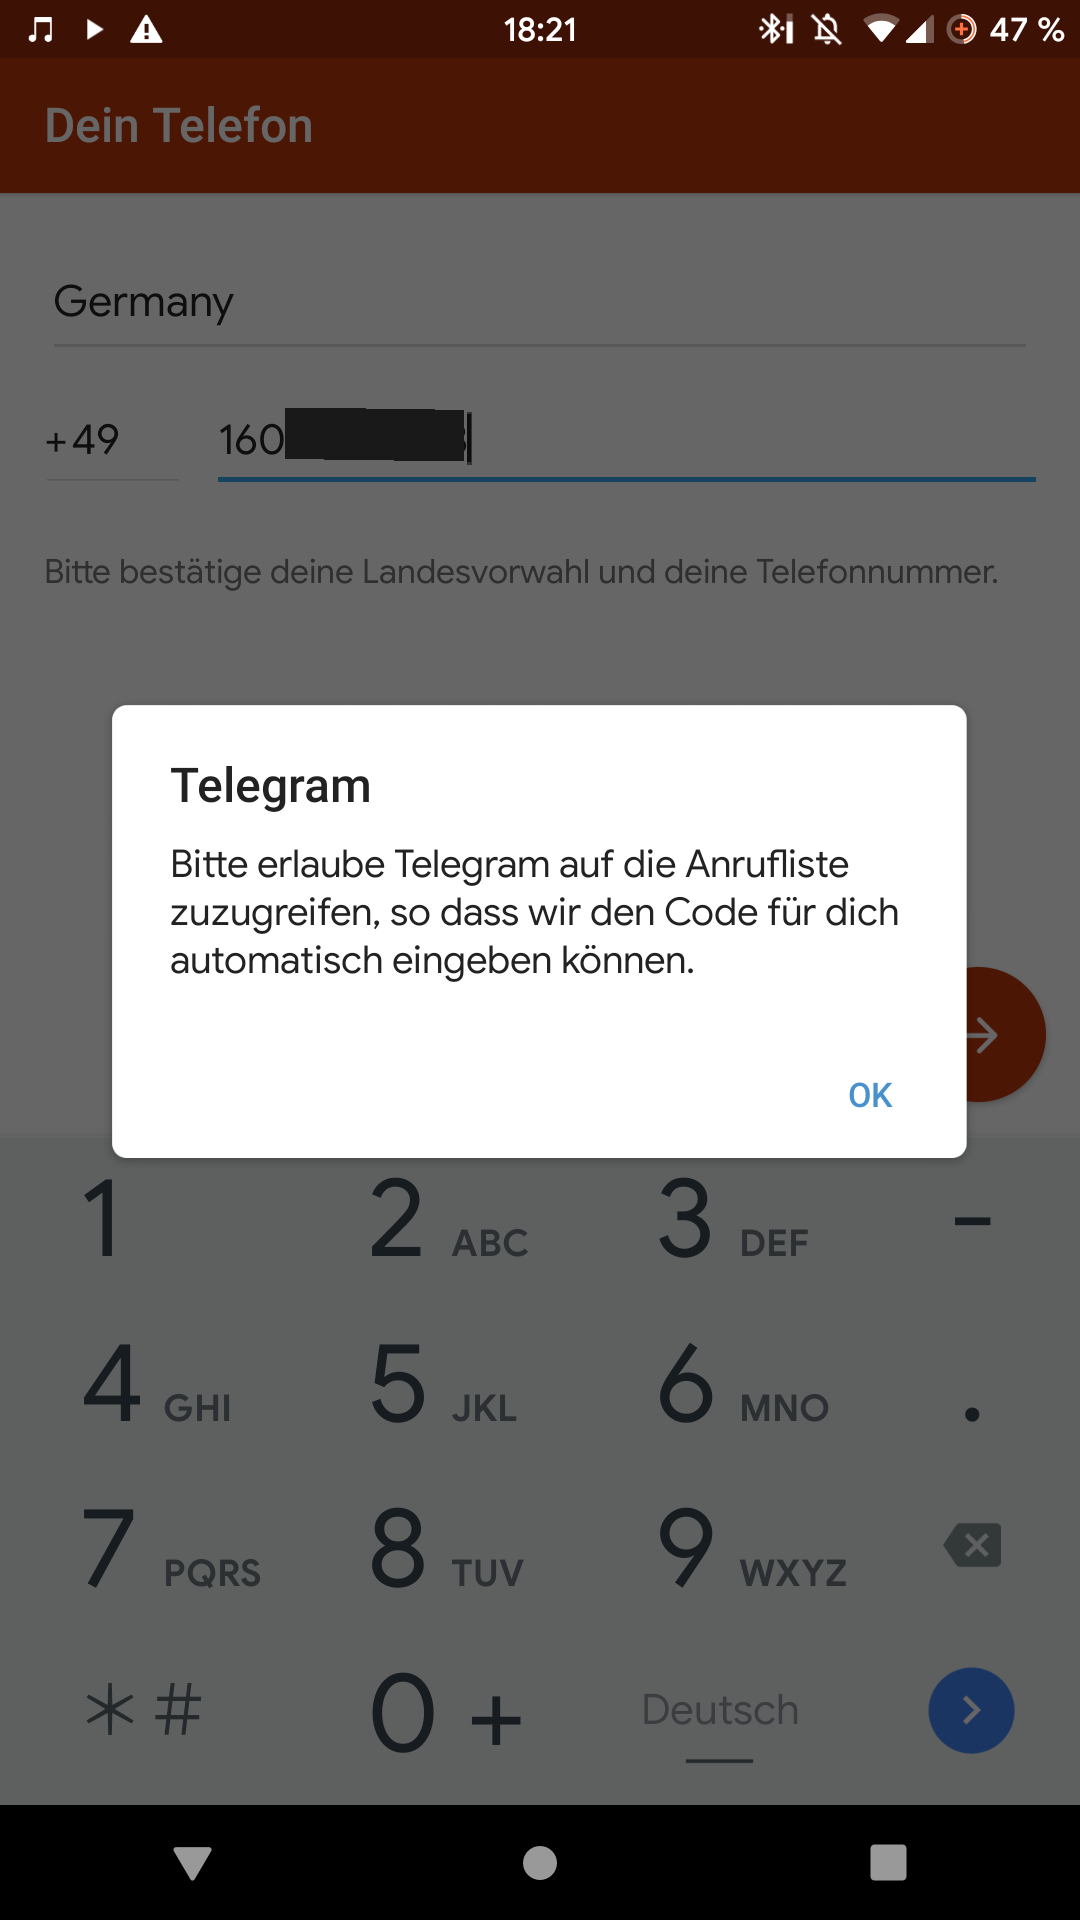 18:21
47 %
Dein Telefon
Germany
+49 160
Bitte bestätige deine Landesvorwahl und deine Telefonnummer.
Telegram
Bitte erlaube Telegram auf die Anrufliste
zuzugreifen, so dass wir den Code für dich
automatisch eingeben können.
OK
1 2 ABC 3 DEF -
4 GHI 5 JKL 6 MNO .
7 PQRS 8 TUV 9 WXYZ
* # 0 + Deutsch